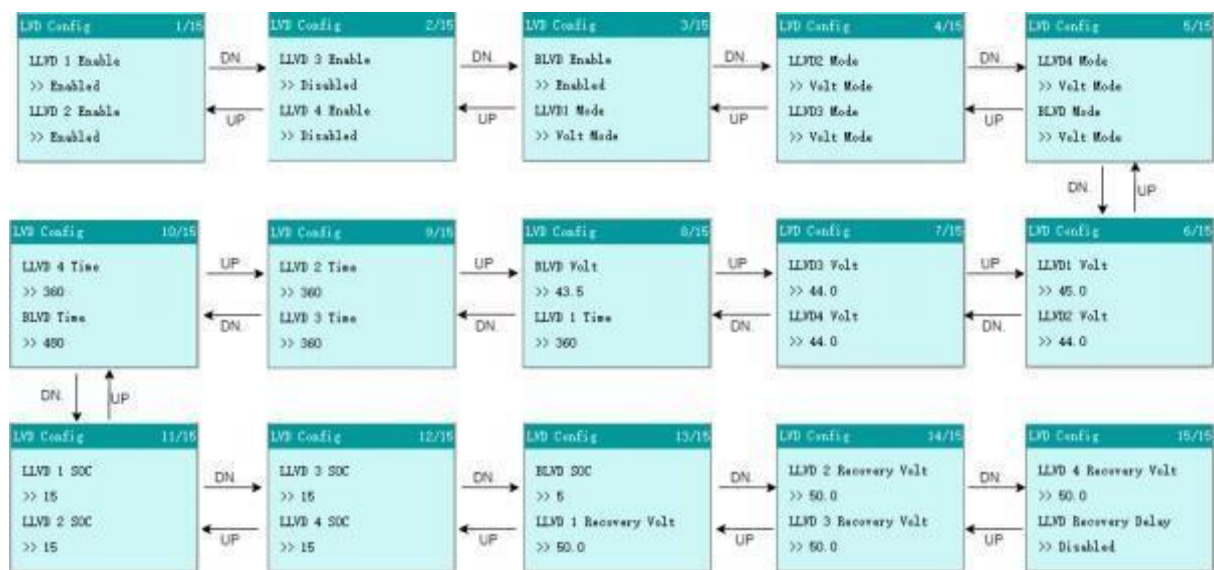 LVD Config 1/15
LLVD 1 Enable
>> Enabled
LLVD 2 Enable
>> Enabled
DN.
UP
LVD Config 2/15
LLVD 3 Enable
>> Disabled
LLVD 4 Enable
>> Disabled
DN.
UP
LVD Config 3/15
BLVD Enable
>> Enabled
LLVD1 Mode
>> Volt Mode
DN.
UP
LVD Config 4/15
LLVD2 Mode
>> Volt Mode
LLVD3 Mode
>> Volt Mode
DN.
UP
LVD Config 5/15
LLVD4 Mode
>> Volt Mode
BLVD Mode
>> Volt Mode
DN.
UP
LVD Config 10/15
LLVD 4 Time
>> 360
BLVD Time
>> 480
UP
DN.
LVD Config 9/15
LLVD 2 Time
>> 360
LLVD 3 Time
>> 360
UP
DN.
LVD Config 8/15
BLVD Volt
>> 43.5
LLVD 1 Time
>> 360
UP
DN.
LVD Config 7/15
LLVD3 Volt
>> 44.0
LLVD4 Volt
>> 44.0
UP
DN.
LVD Config 6/15
LLVD1 Volt
>> 45.0
LLVD2 Volt
>> 44.0
DN.
UP
LVD Config 11/15
LLVD 1 SOC
>> 15
LLVD 2 SOC
>> 15
DN.
UP
LVD Config 12/15
LLVD 3 SOC
>> 15
LLVD 4 SOC
>> 15
DN.
UP
LVD Config 13/15
BLVD SOC
>> 5
LLVD 1 Recovery Volt
>> 50.0
DN.
UP
LVD Config 14/15
LLVD 2 Recovery Volt
>> 50.0
LLVD 3 Recovery Volt
>> 50.0
DN.
UP
LVD Config 15/15
LLVD 4 Recovery Volt
>> 50.0
LLVD Recovery Delay
>> Disabled